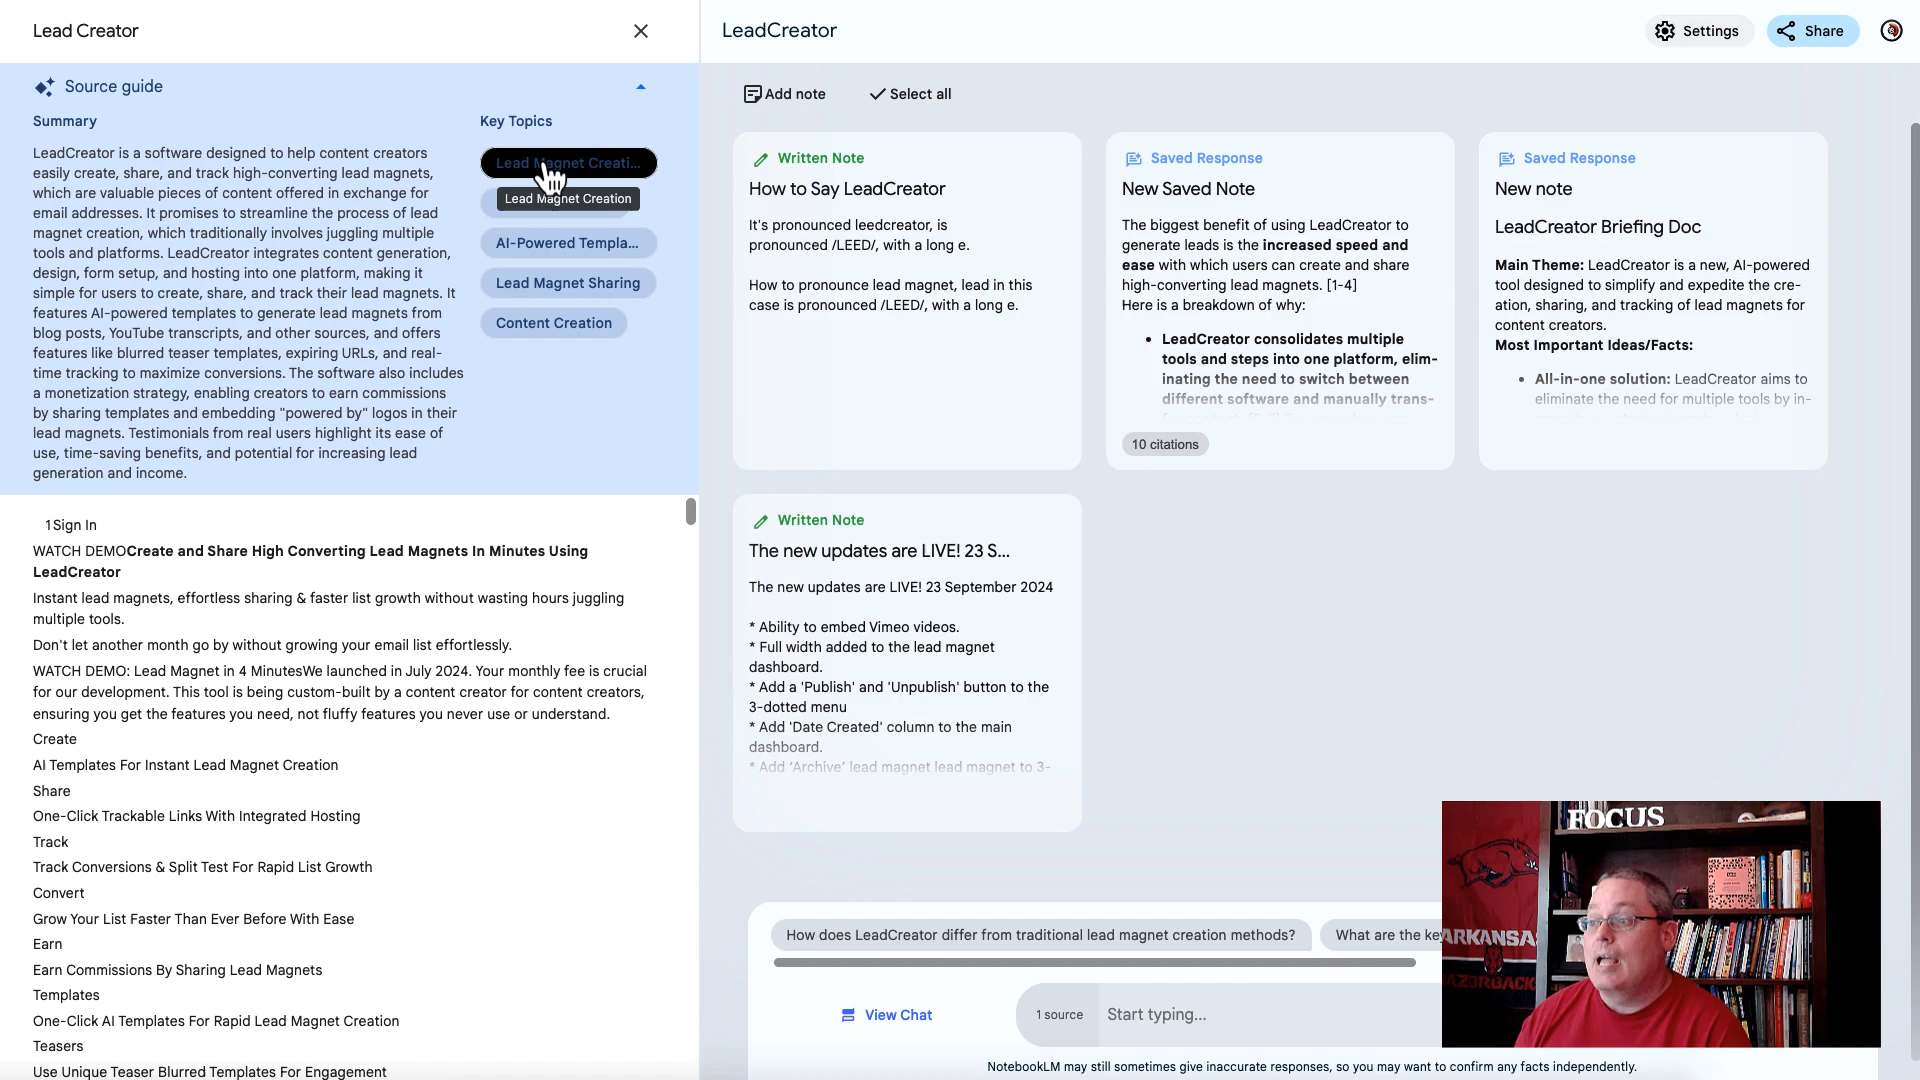 Lead Creator
LeadCreator
Settings
Share
Source guide
Summary
LeadCreator is a software designed to help content creators
easily create, share, and track high-converting lead magnets,
which are valuable pieces of content offered in exchange for
email addresses. It promises to streamline the process of lead
magnet creation, which traditionally involves juggling multiple
tools and platforms. LeadCreator integrates content generation,
design, form setup, and hosting into one platform, making it
simple for users to create, share, and track their lead magnets. It
features AI-powered templates to generate lead magnets from
blog posts, YouTube transcripts, and other sources, and offers
features like blurred teaser templates, expiring URLs, and real-
time tracking to maximize conversions. The software also includes
a monetization strategy, enabling creators to earn commissions
by sharing templates and embedding "powered by" logos in their
lead magnets. Testimonials from real users highlight its ease of
use, time-saving benefits, and potential for increasing lead
generation and income.
Key Topics
Lead Magnet Creati...
Lead Magnet Creation
AI-Powered Templa...
Lead Magnet Sharing
Content Creation
1Sign In
WATCH DEMOCreate and Share High Converting Lead Magnets In Minutes Using
LeadCreator
Instant lead magnets, effortless sharing & faster list growth without wasting hours juggling
multiple tools.
Don't let another month go by without growing your email list effortlessly.
WATCH DEMO: Lead Magnet in 4 MinutesWe launched in July 2024. Your monthly fee is crucial
for our development. This tool is being custom-built by a content creator for content creators,
ensuring you get the features you need, not fluffy features you never use or understand.
Create
AI Templates For Instant Lead Magnet Creation
Share
One-Click Trackable Links With Integrated Hosting
Track
Track Conversions & Split Test For Rapid List Growth
Convert
Grow Your List Faster Than Ever Before With Ease
Earn
Earn Commissions By Sharing Lead Magnets
Templates
One-Click AI Templates For Rapid Lead Magnet Creation
Teasers
Use Unique Teaser Blurred Templates For Engagement
Add note
Select all
Written Note
How to Say LeadCreator
It's pronounced leedcreator, is
pronounced /LEED/, with a long e.
How to pronounce lead magnet, lead in this
case is pronounced /LEED/, with a long e.
Saved Response
New Saved Note
The biggest benefit of using LeadCreator to
generate leads is the increased speed and
ease with which users can create and share
high-converting lead magnets. [1-4]
Here is a breakdown of why:
• LeadCreator consolidates multiple
tools and steps into one platform, elim-
inating the need to switch between
different software and manually trans-
10 citations
Saved Response
New note
LeadCreator Briefing Doc
Main Theme: LeadCreator is a new, AI-powered
tool designed to simplify and expedite the cre-
ation, sharing, and tracking of lead magnets for
content creators.
Most Important Ideas/Facts:
• All-in-one solution: LeadCreator aims to
eliminate the need for multiple tools by in-
Written Note
The new updates are LIVE! 23 S...
The new updates are LIVE! 23 September 2024
* Ability to embed Vimeo videos.
* Full width added to the lead magnet
dashboard.
* Add a 'Publish' and 'Unpublish' button to the
3-dotted menu
* Add 'Date Created' column to the main
dashboard.
* Add ‘Archive’ lead magnet lead magnet to 3-
How does LeadCreator differ from traditional lead magnet creation methods?
What are the key
View Chat
1 source
Start typing...
NotebookLM may still sometimes give inaccurate responses, so you may want to confirm any facts independently.
FOCUS
ARKANSAS
RAZORBACKS